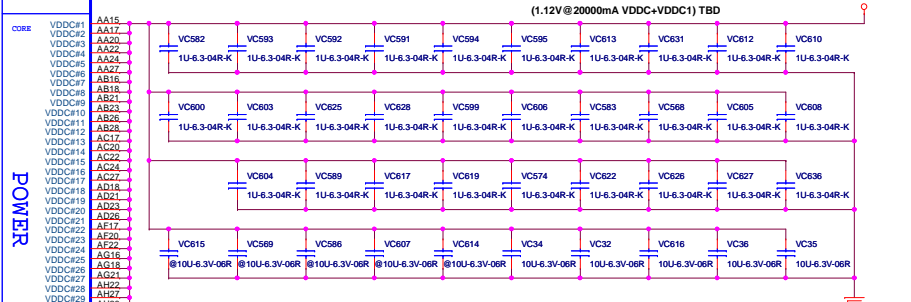 (1.12V@20000mA VDDC+VDDC1) TBD
CORE
POWER
VDDC#1 AA15
VDDC#2 AA17
VDDC#3 AA20
VDDC#4 AA22
VDDC#5 AA24
VDDC#6 AA27
VDDC#7 AB16
VDDC#8 AB18
VDDC#9 AB21
VDDC#10 AB23
VDDC#11 AB26
VDDC#12 AB28
VDDC#13 AC17
VDDC#14 AC20
VDDC#15 AC22
VDDC#16 AC24
VDDC#17 AC27
VDDC#18 AD18
VDDC#19 AD21
VDDC#20 AD23
VDDC#21 AD26
VDDC#22 AF17
VDDC#23 AF20
VDDC#24 AF22
VDDC#25 AG16
VDDC#26 AG18
VDDC#27 AG21
VDDC#28 AH22
VDDC#29 AH27
VC582 VC593 VC592 VC591 VC594 VC595 VC613 VC631 VC612 VC610
1U-6.3-04R-K 1U-6.3-04R-K 1U-6.3-04R-K 1U-6.3-04R-K 1U-6.3-04R-K 1U-6.3-04R-K 1U-6.3-04R-K 1U-6.3-04R-K 1U-6.3-04R-K 1U-6.3-04R-K
VC600 VC603 VC625 VC628 VC599 VC606 VC583 VC568 VC605 VC608
1U-6.3-04R-K 1U-6.3-04R-K 1U-6.3-04R-K 1U-6.3-04R-K 1U-6.3-04R-K 1U-6.3-04R-K 1U-6.3-04R-K 1U-6.3-04R-K 1U-6.3-04R-K 1U-6.3-04R-K
VC604 VC589 VC617 VC619 VC574 VC622 VC626 VC627 VC636
1U-6.3-04R-K 1U-6.3-04R-K 1U-6.3-04R-K 1U-6.3-04R-K 1U-6.3-04R-K 1U-6.3-04R-K 1U-6.3-04R-K 1U-6.3-04R-K 1U-6.3-04R-K
VC615 VC569 VC586 VC607 VC614 VC34 VC32 VC616 VC36 VC35
@10U-6.3V-06R @10U-6.3V-06R @10U-6.3V-06R @10U-6.3V-06R @10U-6.3V-06R 10U-6.3V-06R 10U-6.3V-06R 10U-6.3V-06R 10U-6.3V-06R 10U-6.3V-06R